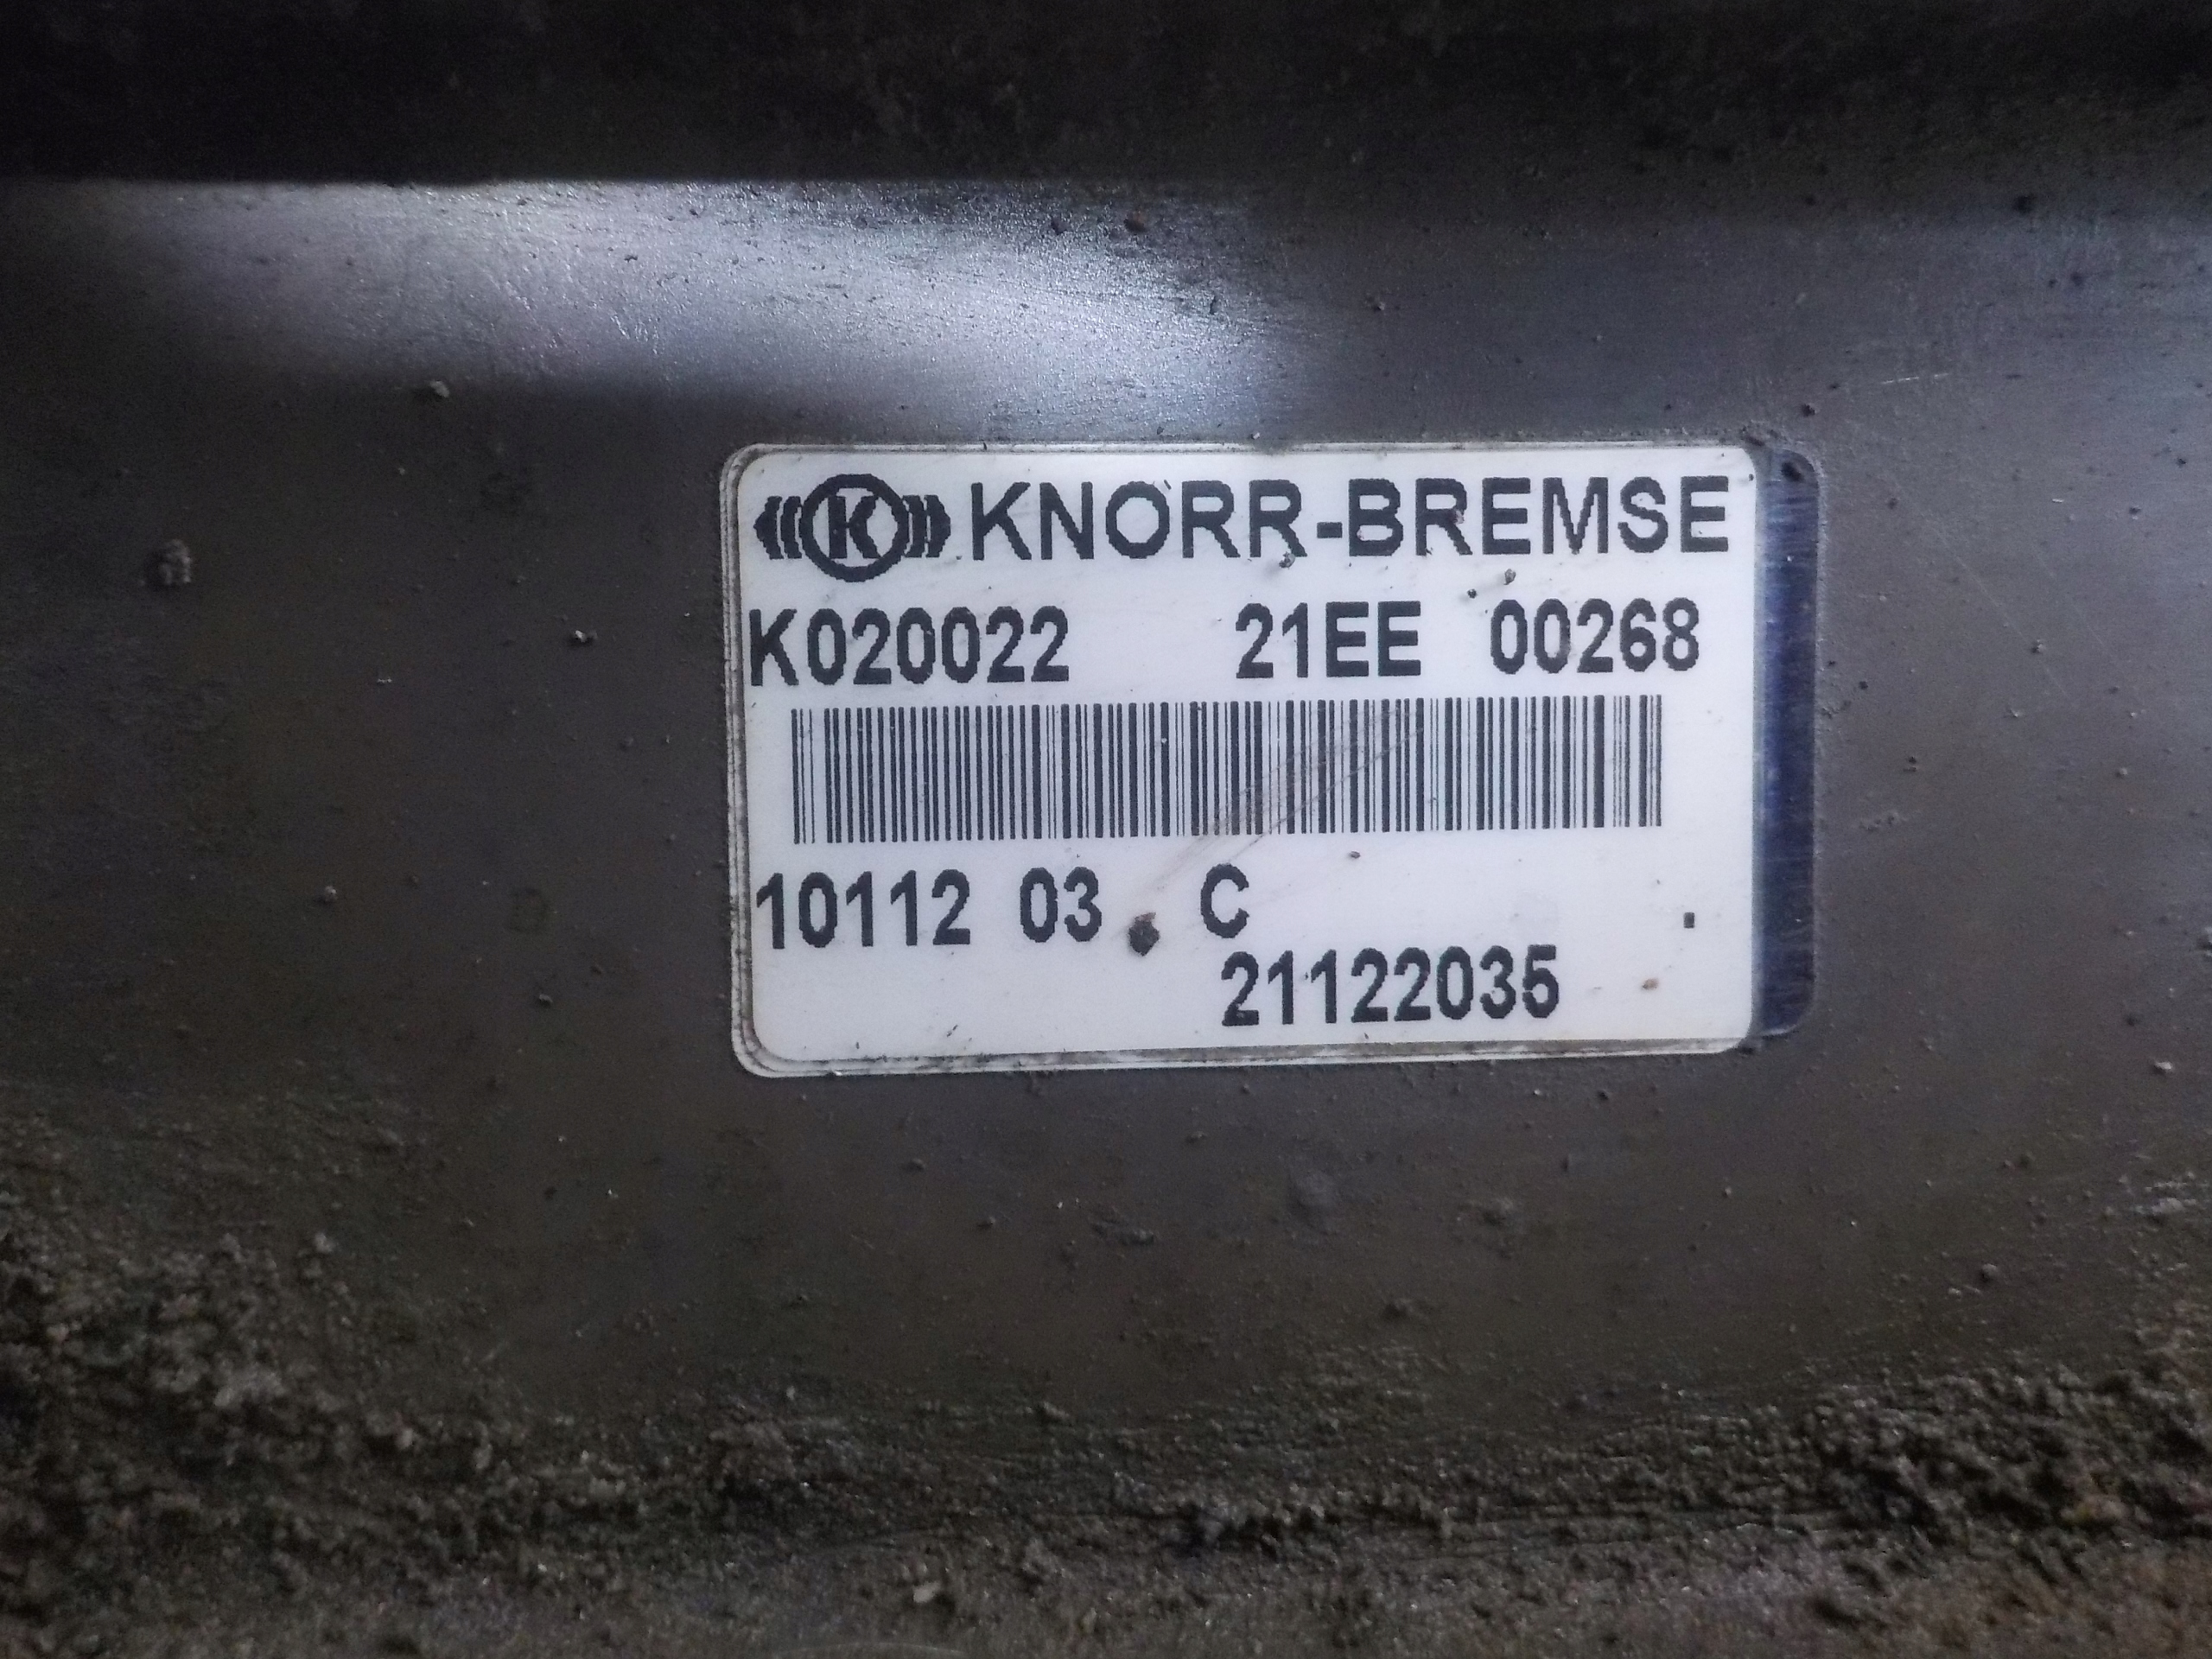 K KNORR-BREMSE
K020022 21EE 00268
10112 03 C
21122035